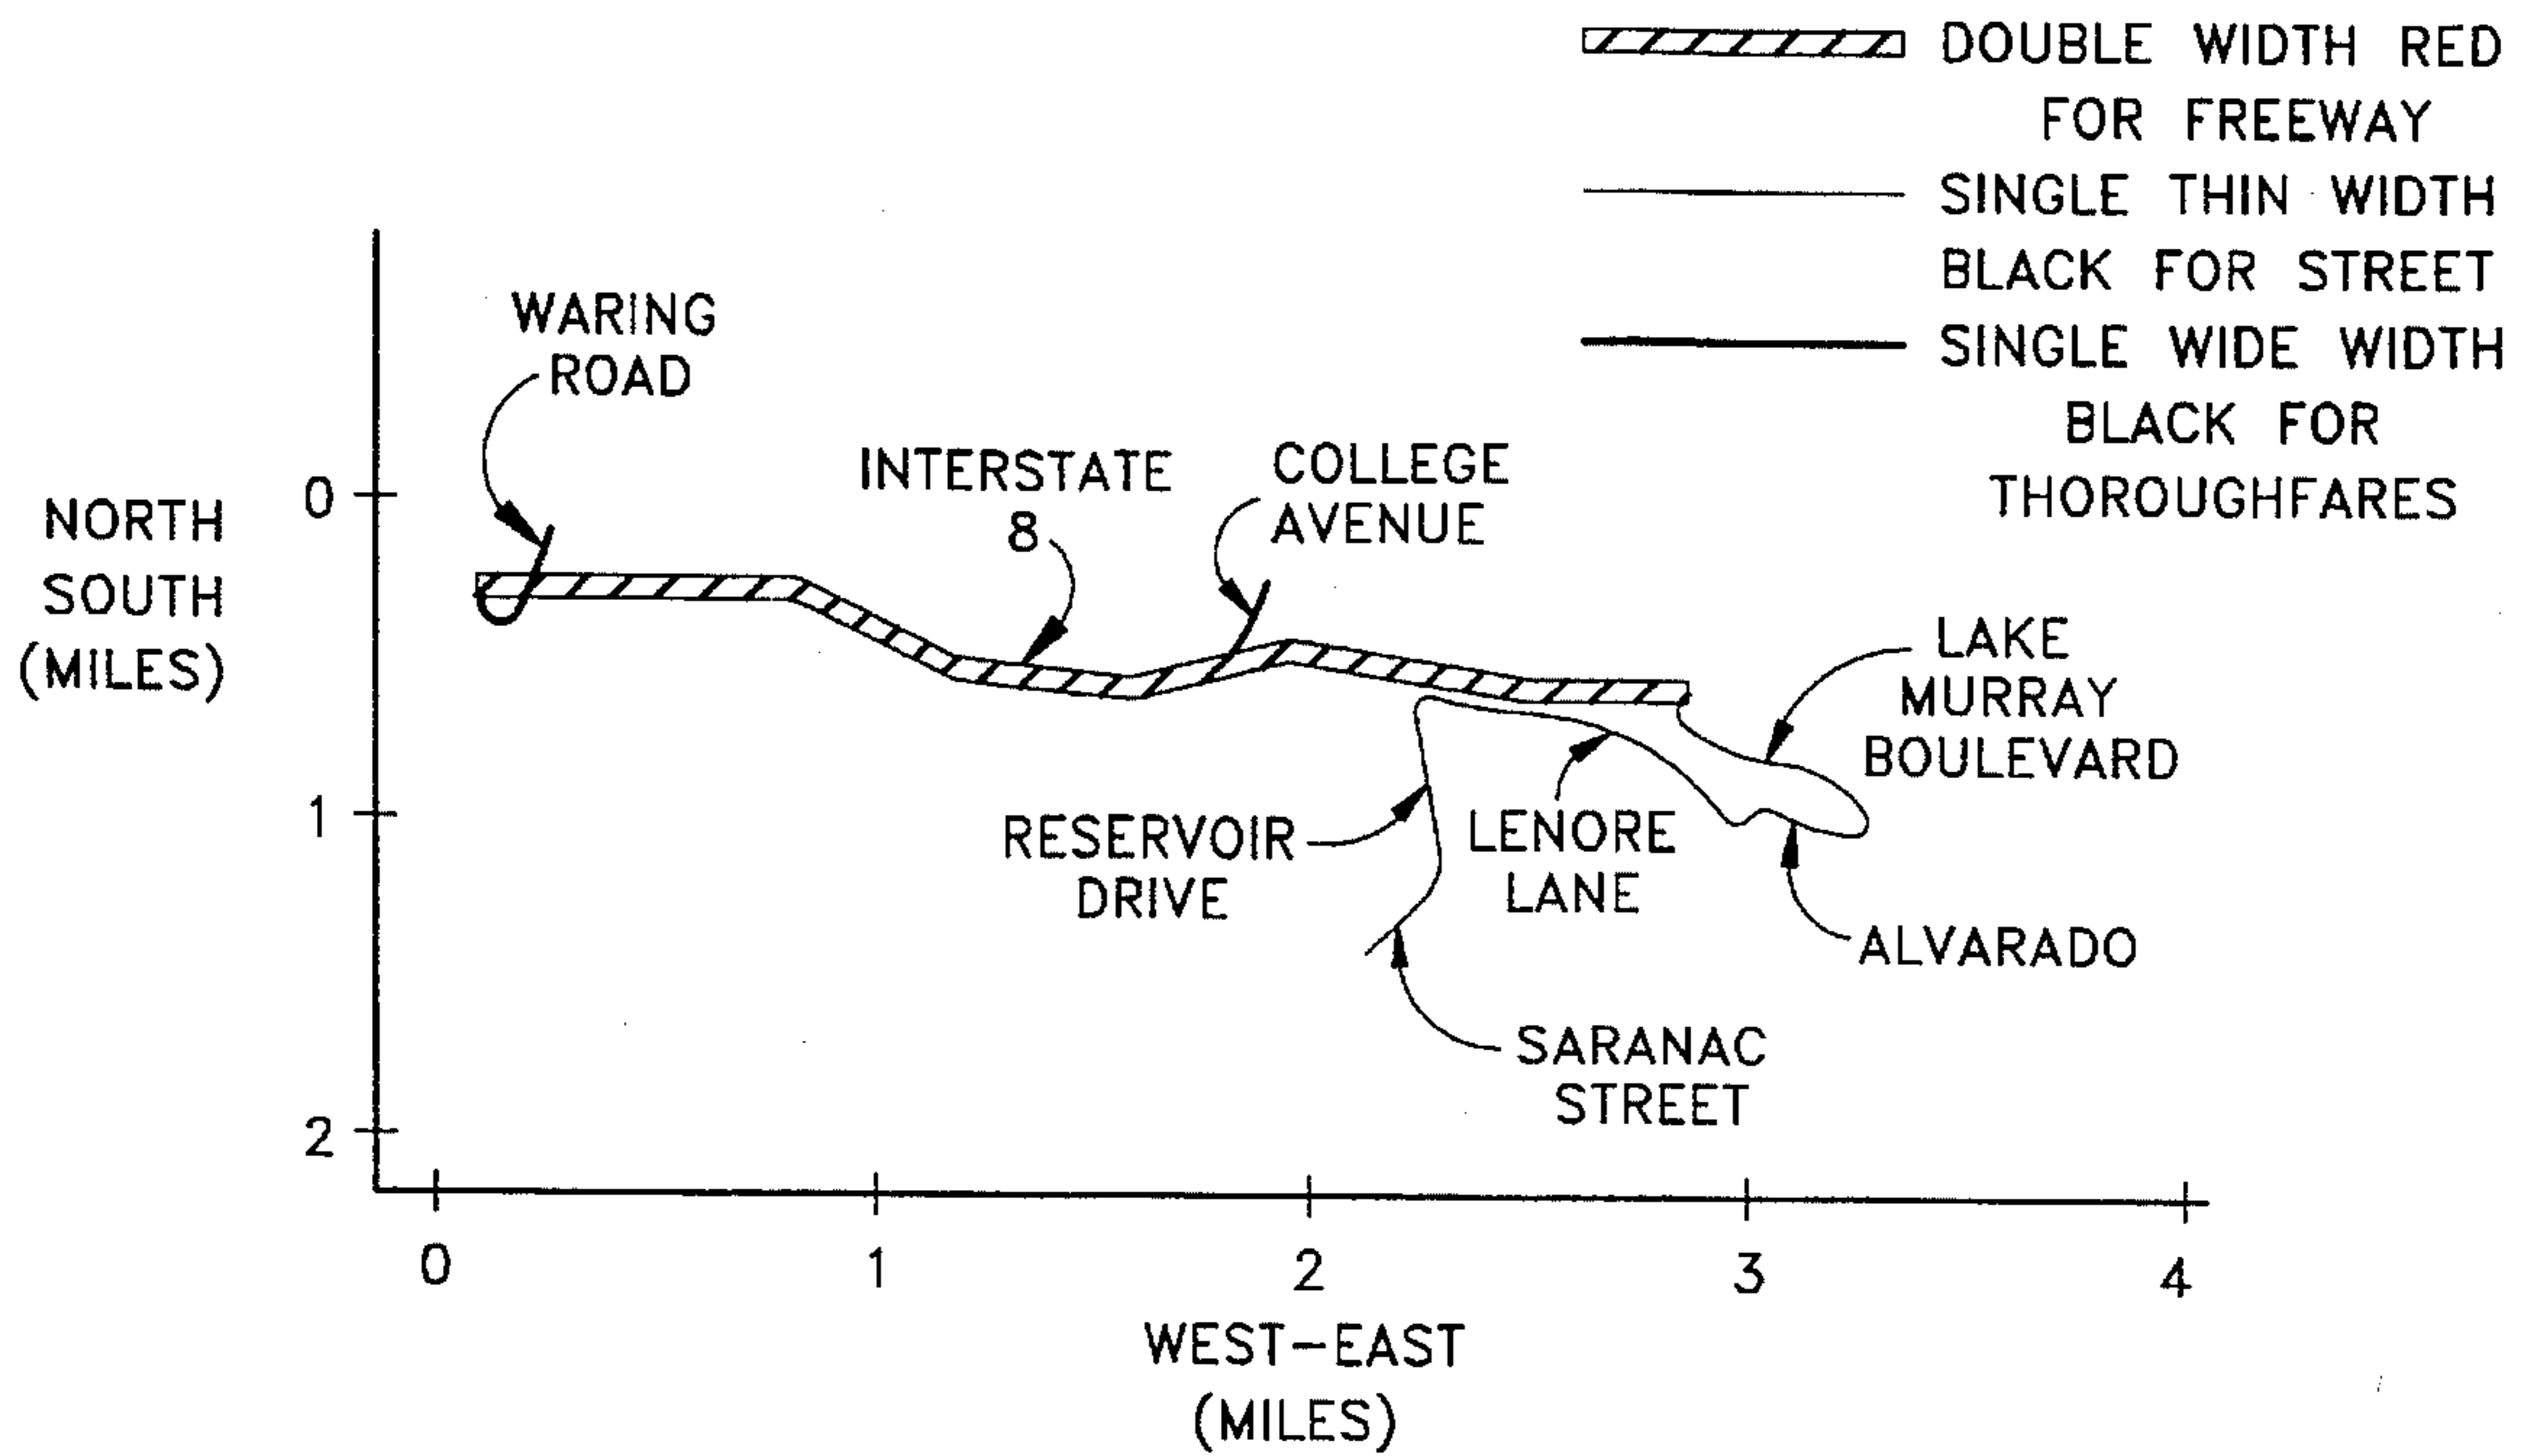 DOUBLE WIDTH RED
FOR FREEWAY
SINGLE THIN WIDTH
BLACK FOR STREET
SINGLE WIDE WIDTH
BLACK FOR
THOROUGHFARES
WARING
ROAD
INTERSTATE
8
COLLEGE
AVENUE
NORTH
SOUTH
(MILES)
0
1
2
LAKE
MURRAY
BOULEVARD
RESERVOIR
DRIVE
LENORE
LANE
ALVARADO
SARANAC
STREET
0
1
2
3
4
WEST-EAST
(MILES)